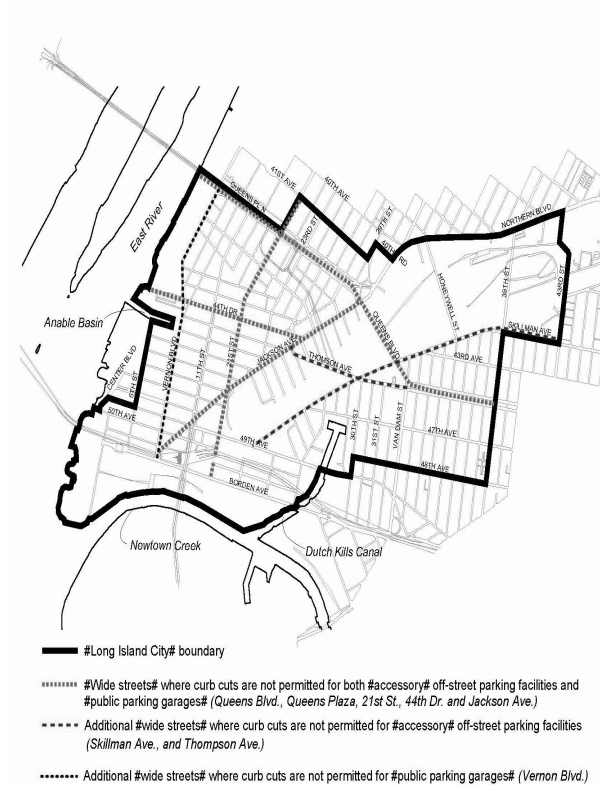 41ST AVE
40TH AVE
QUEENS PL
23RD ST
29TH ST
40TH RD
NORTHERN BLVD
East River
HONEYWELL ST
39TH ST
43RD ST
44TH DR
QUEENS BLVD
SKILLMAN AVE
Anable Basin
VERNON BLVD
11TH ST
21ST ST
JACKSON AVE
THOMSON AVE
43RD AVE
CENTER BLVD
5TH ST
50TH AVE
49TH AVE
30TH ST
31ST ST
VAN DAM ST
47TH AVE
48TH AVE
BORDEN AVE
Newtown Creek
Dutch Kills Canal
#Long Island City# boundary
#Wide streets# where curb cuts are not permitted for both #accessory# off-street parking facilities and
#public parking garages# (Queens Blvd., Queens Plaza, 21st St., 44th Dr. and Jackson Ave.)
Additional #wide streets# where curb cuts are not permitted for #accessory# off-street parking facilities
(Skillman Ave., and Thompson Ave.)
Additional #wide streets# where curb cuts are not permitted for #public parking garages# (Vernon Blvd.)